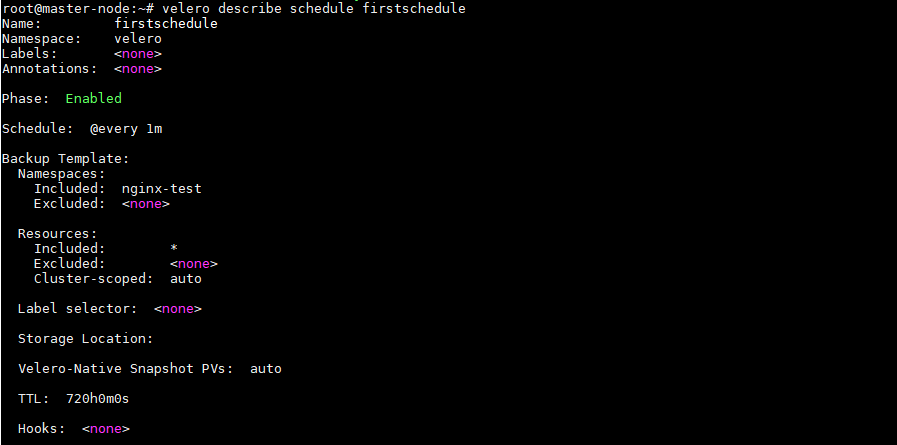 root@master-node:~# velero describe schedule firstschedule
Name:         firstschedule
Namespace:    velero
Labels:       <none>
Annotations:  <none>

Phase:  Enabled

Schedule:  @every 1m

Backup Template:
  Namespaces:
    Included:  nginx-test
    Excluded:  <none>

  Resources:
    Included:        *
    Excluded:        <none>
    Cluster-scoped:  auto

  Label selector:  <none>

  Storage Location:

  Velero-Native Snapshot PVs:  auto

  TTL:  720h0m0s

  Hooks:  <none>